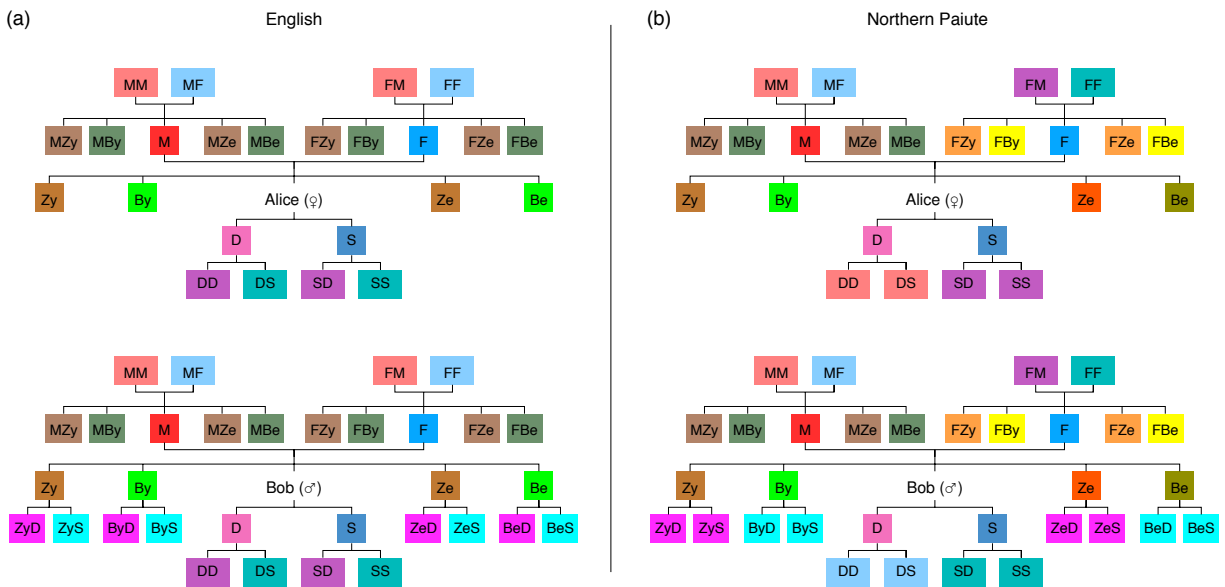 (a) English (b) Northern Paiute
MM MF FM FF MM MF FM FF
MZy MBy M MZe MBe FZy FBy F FZe FBe MZy MBy M MZe MBe FZy FBy F FZe FBe
Zy By Alice (♀) Ze Be Zy By Alice (♀) Ze Be
D S D S
DD DS SD SS DD DS SD SS
MM MF FM FF MM MF FM FF
MZy MBy M MZe MBe FZy FBy F FZe FBe MZy MBy M MZe MBe FZy FBy F FZe FBe
Zy By Bob (♂) Ze Be Zy By Bob (♂) Ze Be
ZyD ZyS ByD ByS D S ZeD ZeS BeD BeS ZyD ZyS ByD ByS D S ZeD ZeS BeD BeS
DD DS SD SS DD DS SD SS